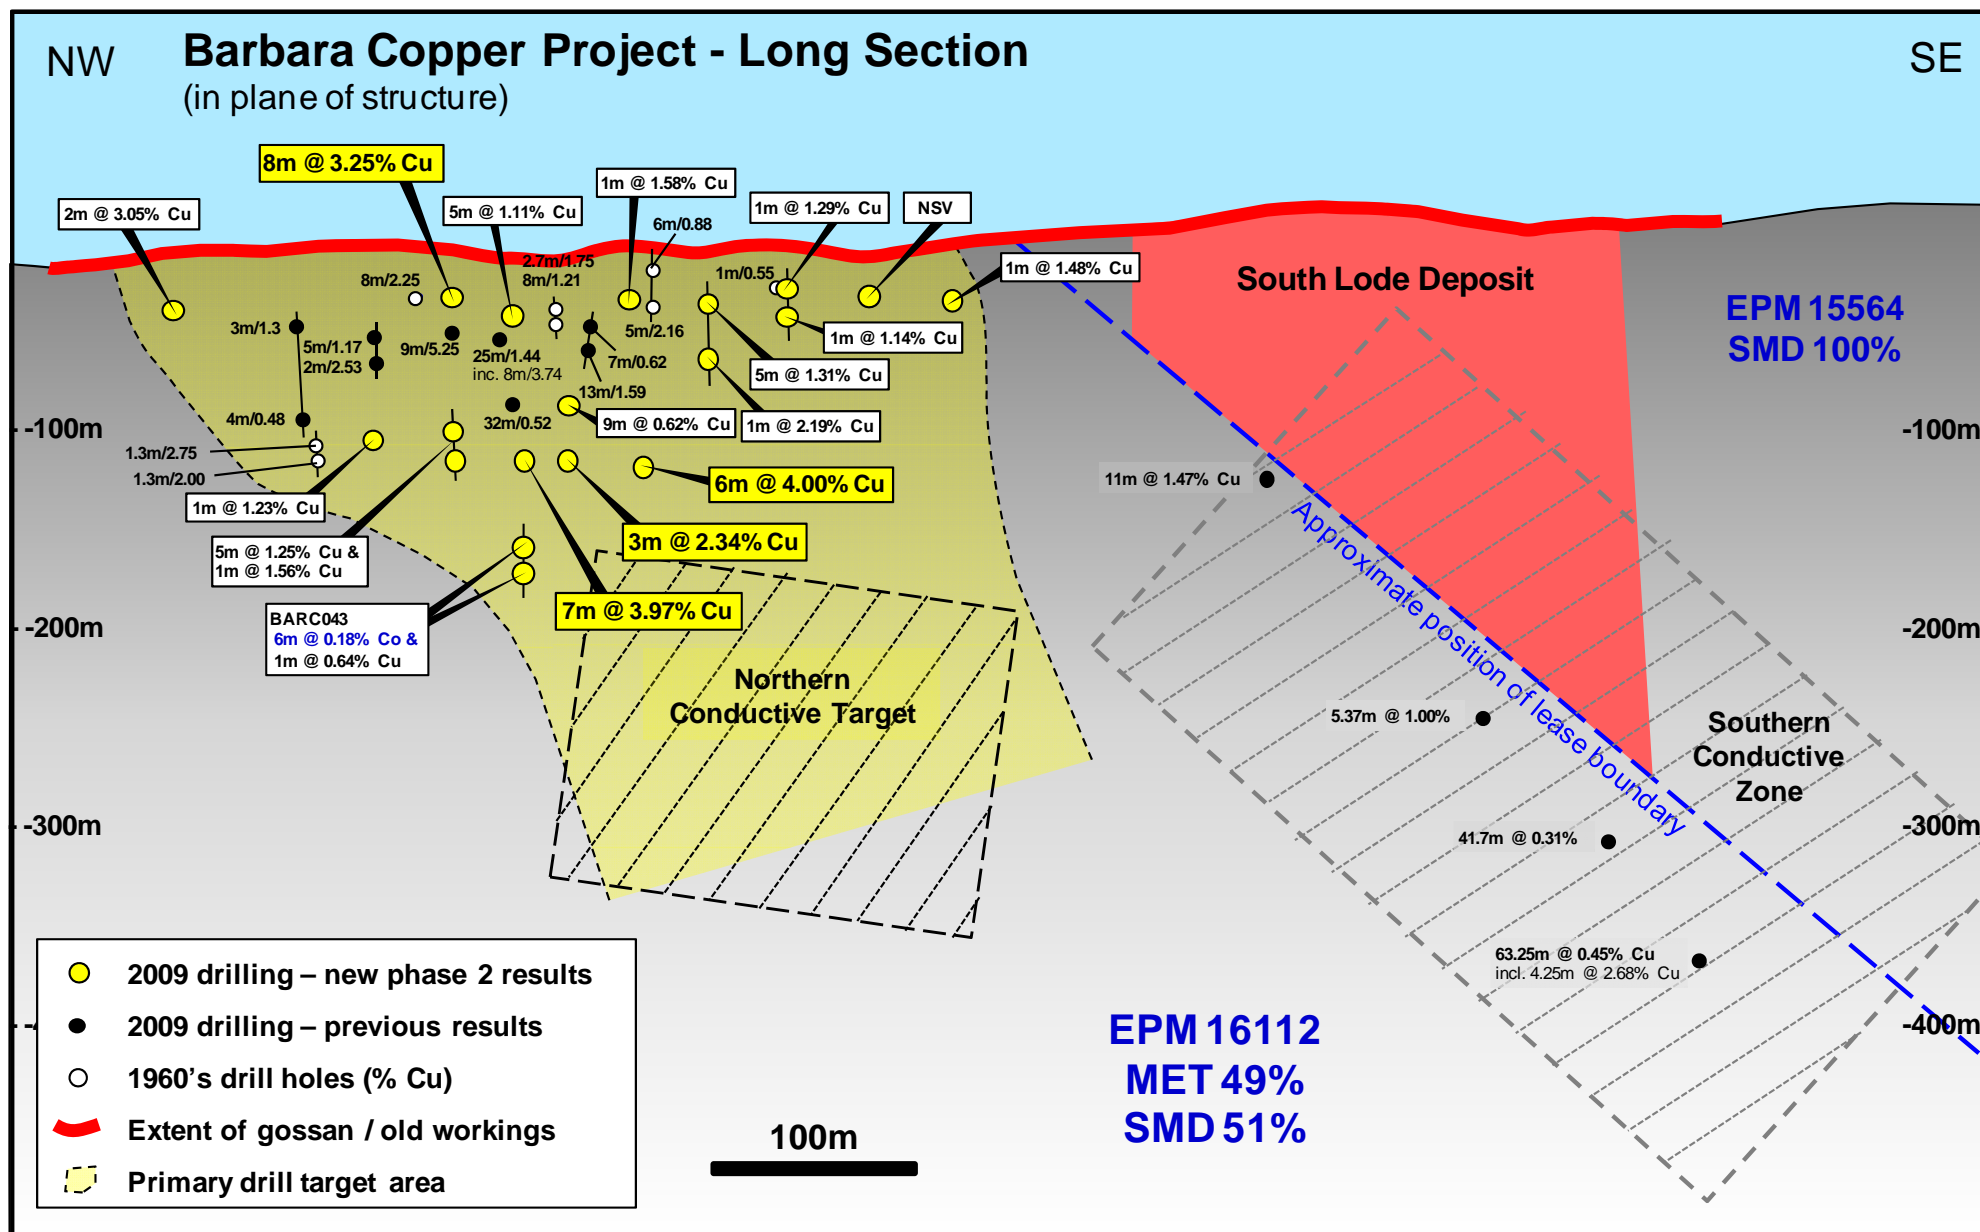 NW
Barbara Copper Project - Long Section
SE
(in plane of structure)
8m @ 3.25% Cu
1m @ 1.58% Cu
2m @ 3.05% Cu
5m @ 1.11% Cu
1m @ 1.29% Cu
NSV
6m/0.88
2.7m/1.75
8m/1.21
8m/2.25
1m/0.55
1m @ 1.48% Cu
South Lode Deposit
EPM 15564
SMD 100%
3m/1.3
5m/1.17
2m/2.53
9m/5.25
25m/1.44
inc. 8m/3.74
5m/2.16
7m/0.62
13m/1.59
1m @ 1.14% Cu
5m @ 1.31% Cu
4m/0.48
32m/0.52
9m @ 0.62% Cu
1m @ 2.19% Cu
-100m
-100m
1.3m/2.75
1.3m/2.00
1m @ 1.23% Cu
6m @ 4.00% Cu
11m @ 1.47% Cu
5m @ 1.25% Cu &
1m @ 1.56% Cu
3m @ 2.34% Cu
7m @ 3.97% Cu
BARC043
6m @ 0.18% Co &
1m @ 0.64% Cu
-200m
-200m
Approximate position of lease boundary
Northern
Conductive Target
5.37m @ 1.00%
Southern
Conductive
Zone
-300m
-300m
41.7m @ 0.31%
63.25m @ 0.45% Cu
incl. 4.25m @ 2.68% Cu
-400m
EPM 16112
MET 49%
SMD 51%
2009 drilling – new phase 2 results
2009 drilling – previous results
1960's drill holes (% Cu)
Extent of gossan / old workings
Primary drill target area
100m